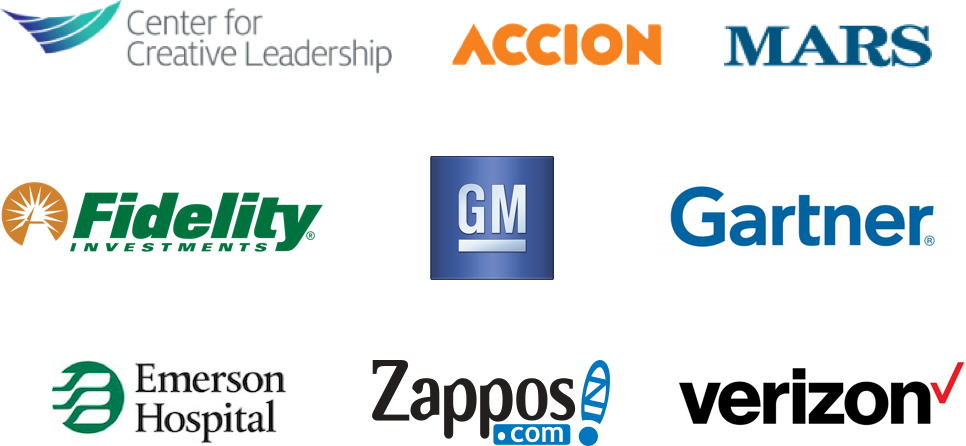 Center for
Creative Leadership
ACCION
MARS
Fidelity
INVESTMENTS®
GM
Gartner®
Emerson
Hospital
Zappos
.com
verizon